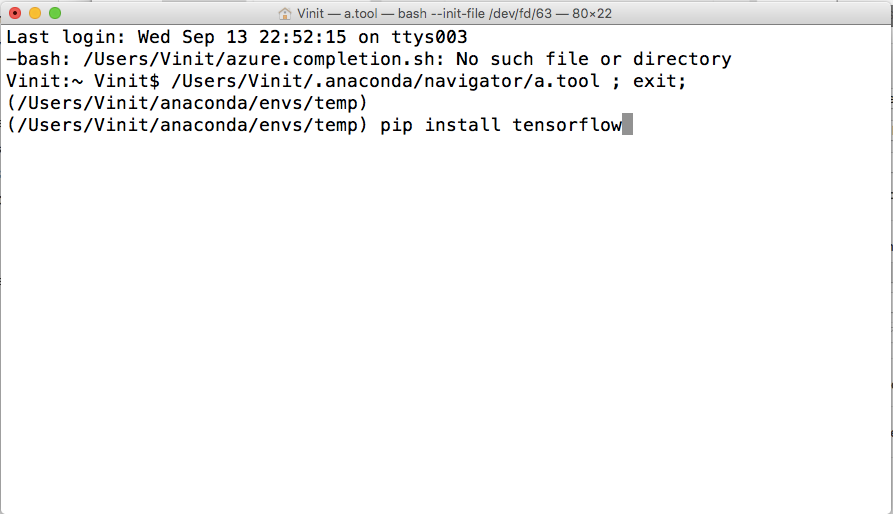 Vinit — a.tool — bash --init-file /dev/fd/63 — 80×22
Last login: Wed Sep 13 22:52:15 on ttys003
-bash: /Users/Vinit/azure.completion.sh: No such file or directory
Vinit:~ Vinit$ /Users/Vinit/.anaconda/navigator/a.tool ; exit;
(/Users/Vinit/anaconda/envs/temp)
(/Users/Vinit/anaconda/envs/temp) pip install tensorflow